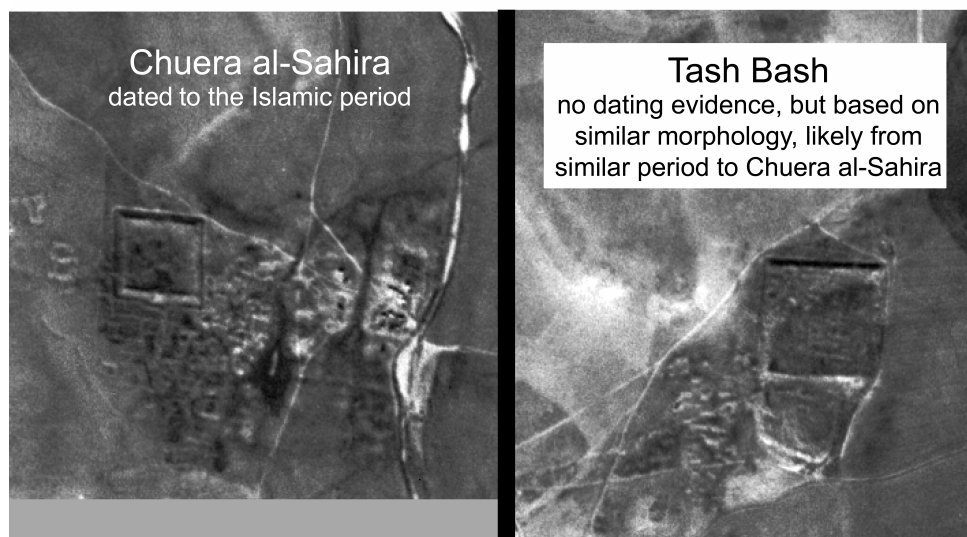 Chuera al-Sahira
dated to the Islamic period
Tash Bash
no dating evidence, but based on
similar morphology, likely from
similar period to Chuera al-Sahira